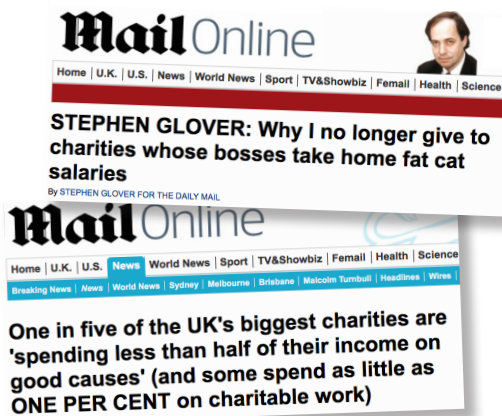 Mail Online
Home | U.K. | U.S. | News | World News | Sport | TV&Showbiz | Femail | Health | Science
STEPHEN GLOVER: Why I no longer give to
charities whose bosses take home fat cat
salaries
By STEPHEN GLOVER FOR THE DAILY MAIL
Mail Online
Home | U.K. | U.S. | News | World News | Sport | TV&Showbiz | Femail | Health | Science
Breaking News | News | World News | Sydney | Melbourne | Brisbane | Malcolm Turnbull | Headlines | Wires |
One in five of the UK's biggest charities are
'spending less than half of their income on
good causes' (and some spend as little as
ONE PER CENT on charitable work)